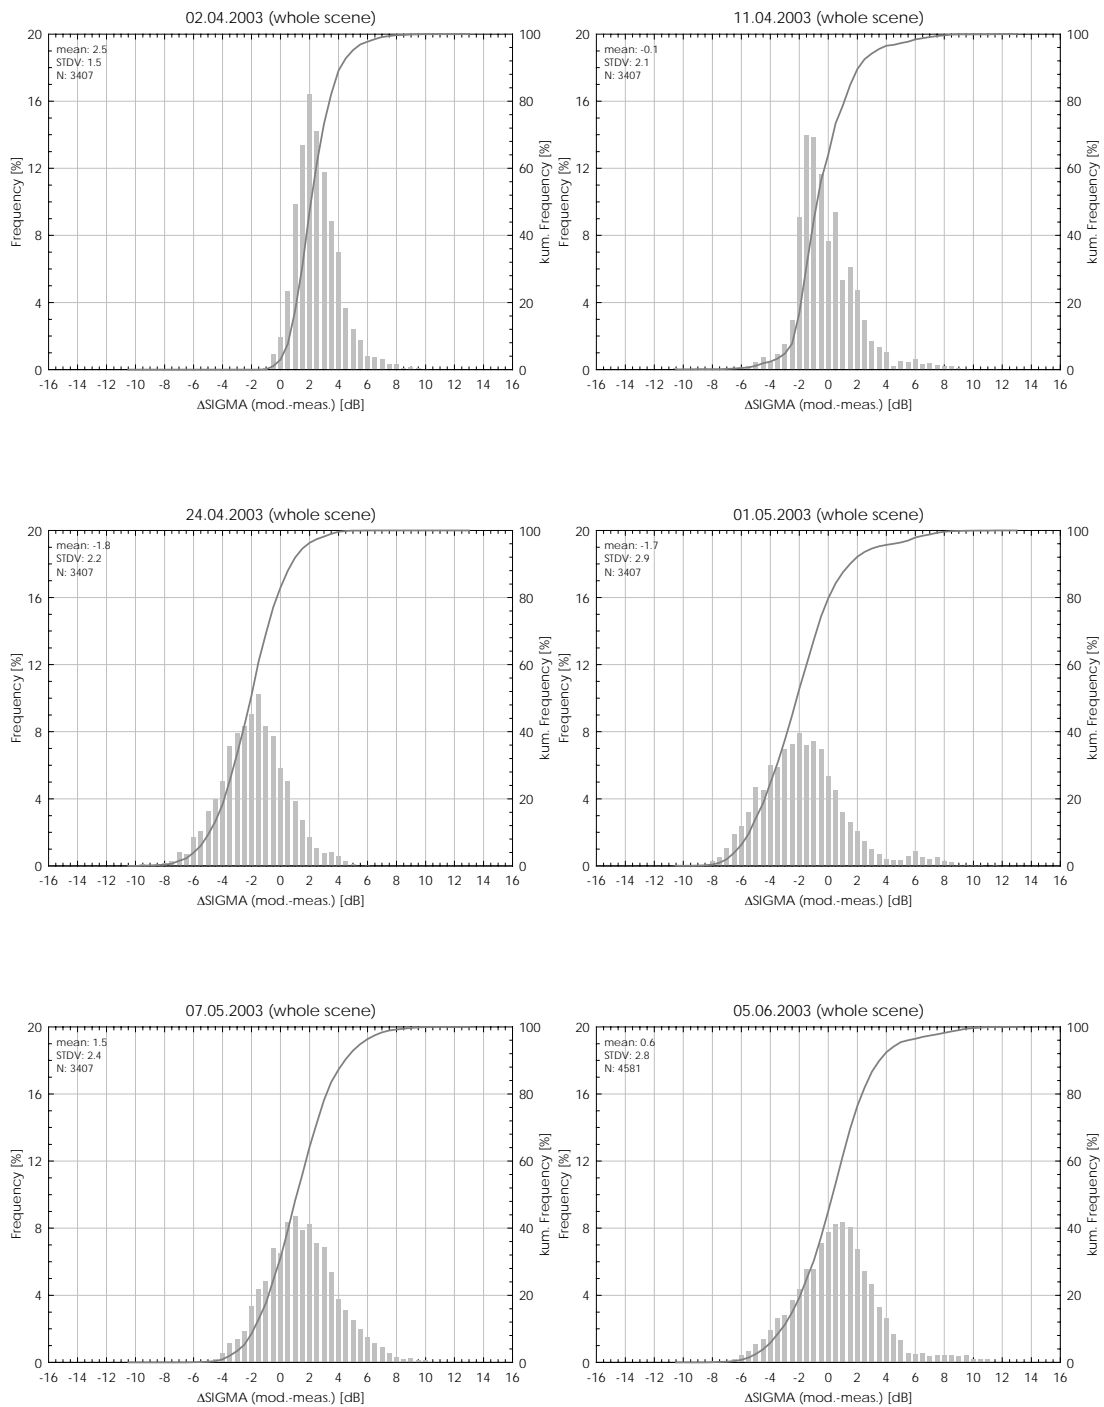 02.04.2003 (whole scene)
mean: 2.5
STDV: 1.5
N: 3407
20 16 12 8 4 0
100 80 60 40 20 0
Frequency [%]
kum. Frequency [%]
-16 -14 -12 -10 -8 -6 -4 -2 0 2 4 6 8 10 12 14 16
ΔSIGMA (mod.-meas.) [dB]
11.04.2003 (whole scene)
mean: -0.1
STDV: 2.1
N: 3407
20 16 12 8 4 0
100 80 60 40 20 0
Frequency [%]
kum. Frequency [%]
-16 -14 -12 -10 -8 -6 -4 -2 0 2 4 6 8 10 12 14 16
ΔSIGMA (mod.-meas.) [dB]
24.04.2003 (whole scene)
mean: -1.8
STDV: 2.2
N: 3407
20 16 12 8 4 0
100 80 60 40 20 0
Frequency [%]
kum. Frequency [%]
-16 -14 -12 -10 -8 -6 -4 -2 0 2 4 6 8 10 12 14 16
ΔSIGMA (mod.-meas.) [dB]
01.05.2003 (whole scene)
mean: -1.7
STDV: 2.9
N: 3407
20 16 12 8 4 0
100 80 60 40 20 0
Frequency [%]
kum. Frequency [%]
-16 -14 -12 -10 -8 -6 -4 -2 0 2 4 6 8 10 12 14 16
ΔSIGMA (mod.-meas.) [dB]
07.05.2003 (whole scene)
mean: 1.5
STDV: 2.4
N: 3407
20 16 12 8 4 0
100 80 60 40 20 0
Frequency [%]
kum. Frequency [%]
-16 -14 -12 -10 -8 -6 -4 -2 0 2 4 6 8 10 12 14 16
ΔSIGMA (mod.-meas.) [dB]
05.06.2003 (whole scene)
mean: 0.6
STDV: 2.8
N: 4581
20 16 12 8 4 0
100 80 60 40 20 0
Frequency [%]
kum. Frequency [%]
-16 -14 -12 -10 -8 -6 -4 -2 0 2 4 6 8 10 12 14 16
ΔSIGMA (mod.-meas.) [dB]